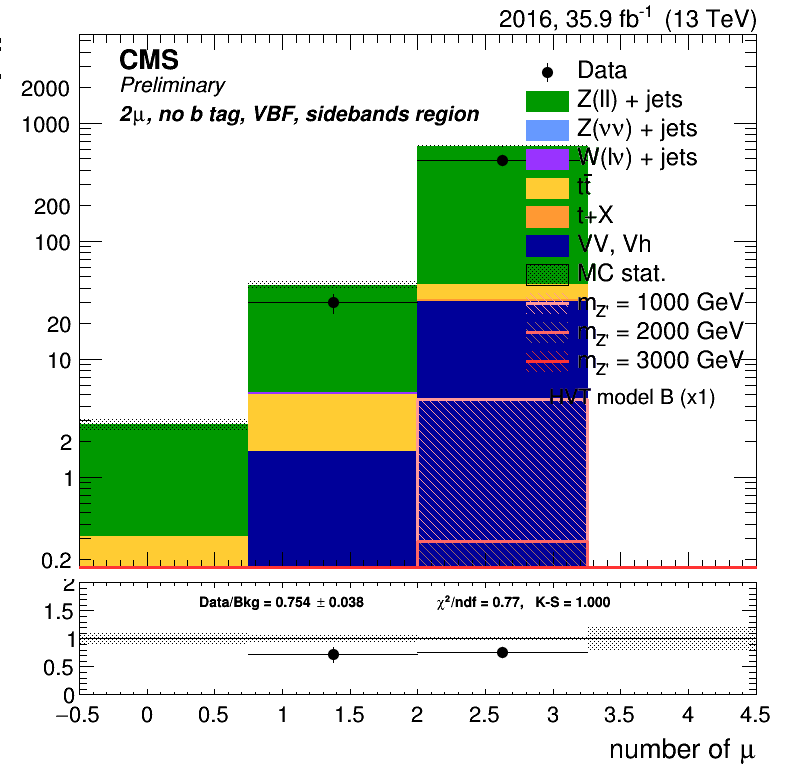 2016, 35.9 fb⁻¹ (13 TeV)
CMS
Preliminary
2μ, no b tag, VBF, sidebands region
Data
Z(ll) + jets
Z(νν) + jets
W(lν) + jets
tt̄
t+X
VV, Vh
MC stat.
m_Z' = 1000 GeV
m_Z' = 2000 GeV
m_Z' = 3000 GeV
HVT model B (x1)
2000
1000
200
100
20
10
2
1
0.2
Data/Bkg = 0.754 ± 0.038
χ²/ndf = 0.77, K-S = 1.000
2
1.5
1
0.5
0
−0.5 0 0.5 1 1.5 2 2.5 3 3.5 4 4.5
number of μ